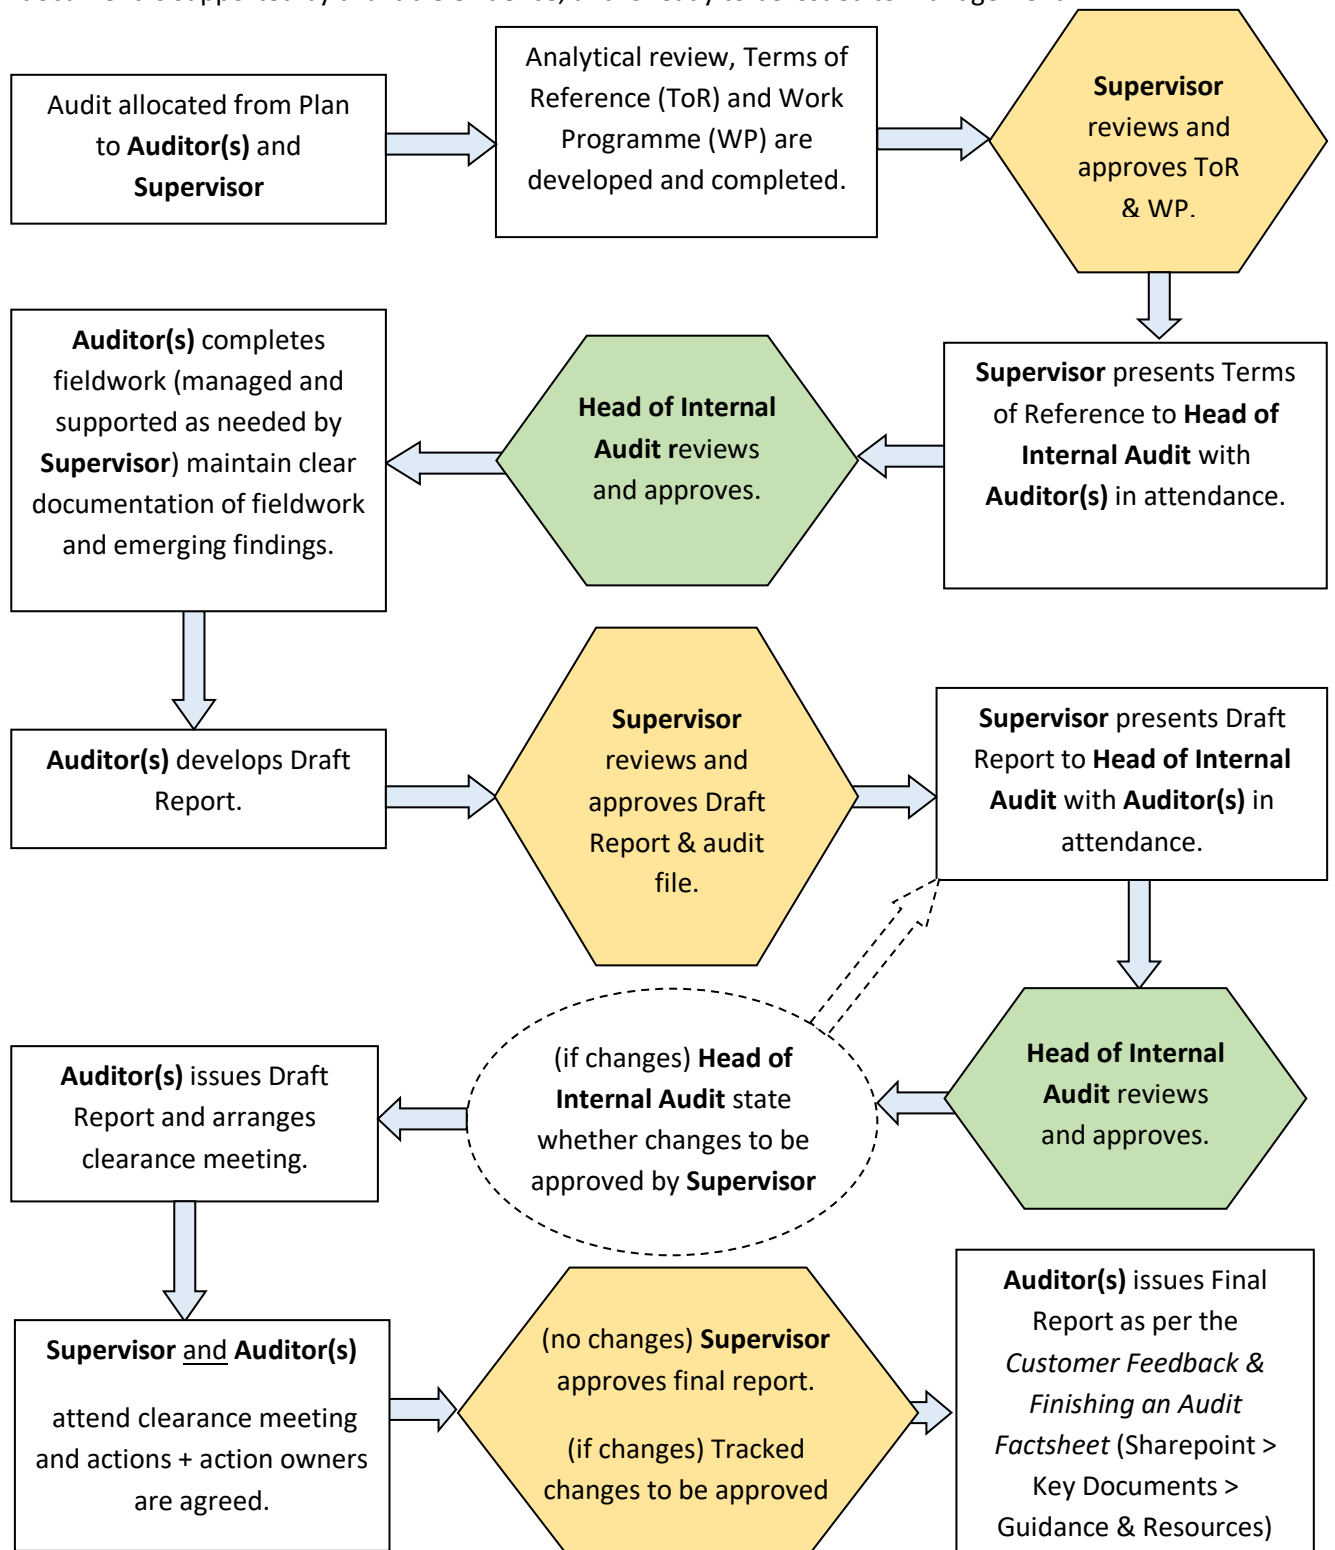 Audit allocated from Plan
to Auditor(s) and
Supervisor
Analytical review, Terms of
Reference (ToR) and Work
Programme (WP) are
developed and completed.
Supervisor
reviews and
approves ToR
& WP.
Supervisor presents Terms
of Reference to Head of
Internal Audit with
Auditor(s) in attendance.
Head of Internal
Audit reviews
and approves.
Auditor(s) completes
fieldwork (managed and
supported as needed by
Supervisor) maintain clear
documentation of fieldwork
and emerging findings.
Auditor(s) develops Draft
Report.
Supervisor
reviews and
approves Draft
Report & audit
file.
Supervisor presents Draft
Report to Head of Internal
Audit with Auditor(s) in
attendance.
Head of Internal
Audit reviews
and approves.
(if changes) Head of
Internal Audit state
whether changes to be
approved by Supervisor
Auditor(s) issues Draft
Report and arranges
clearance meeting.
Supervisor and Auditor(s)
attend clearance meeting
and actions + action owners
are agreed.
(no changes) Supervisor
approves final report.
(if changes) Tracked
changes to be approved
Auditor(s) issues Final
Report as per the
Customer Feedback &
Finishing an Audit
Factsheet (Sharepoint >
Key Documents >
Guidance & Resources)